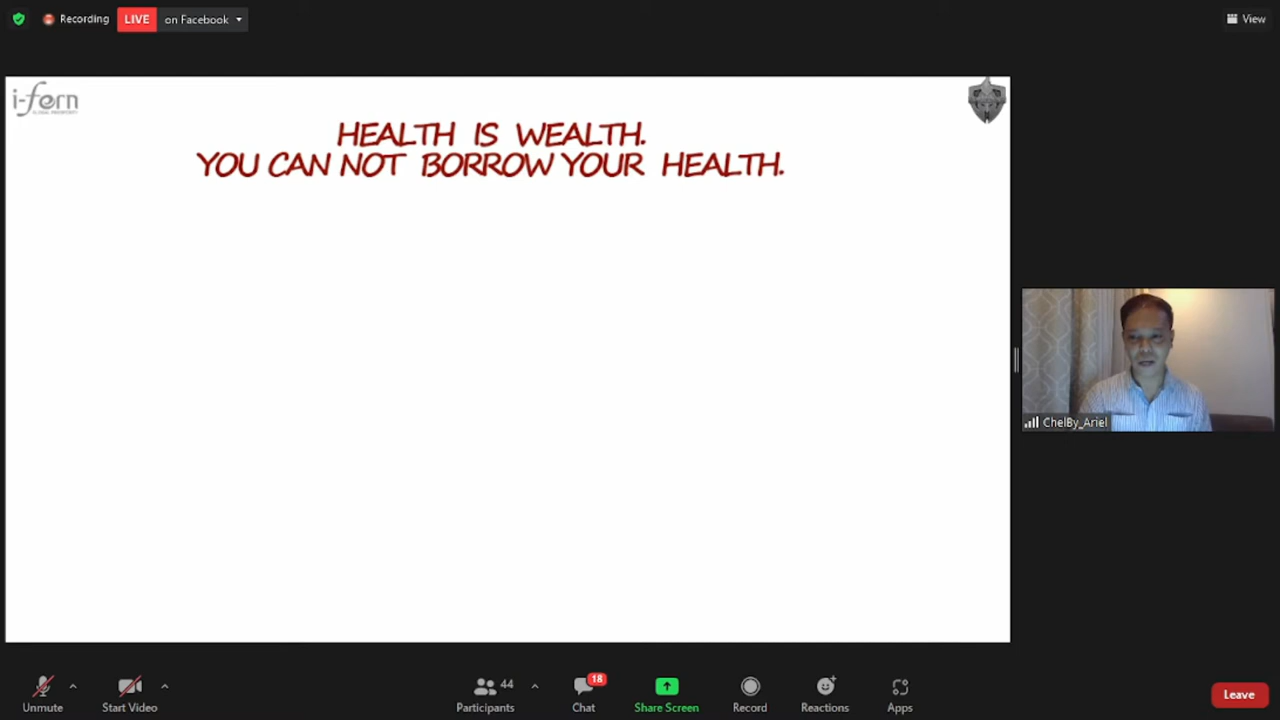 Recording
LIVE on Facebook
View
i-fern
HEALTH IS WEALTH.
YOU CAN NOT BORROW YOUR HEALTH.
ChelBy_Ariel
Unmute
Start Video
44
Participants
18
Chat
Share Screen
Record
Reactions
Apps
Leave